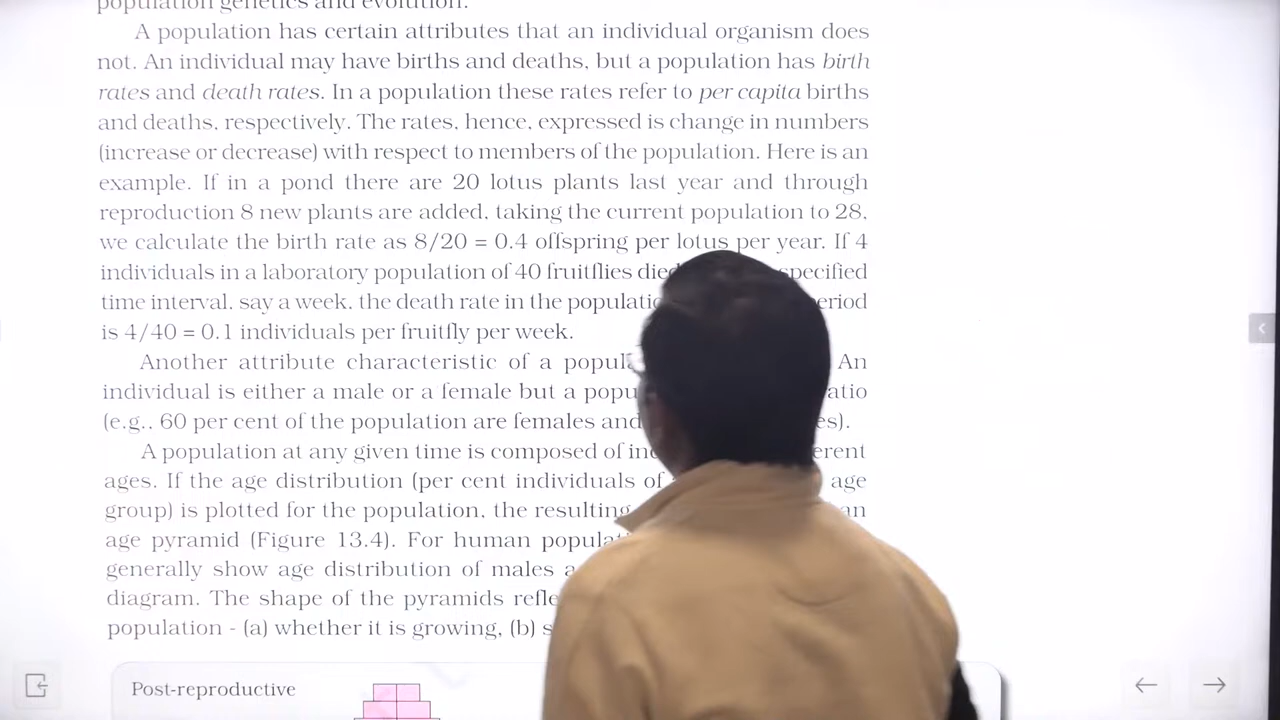 population genetics and evolution.
A population has certain attributes that an individual organism does
not. An individual may have births and deaths, but a population has birth
rates and death rates. In a population these rates refer to per capita births
and deaths, respectively. The rates, hence, expressed is change in numbers
(increase or decrease) with respect to members of the population. Here is an
example. If in a pond there are 20 lotus plants last year and through
reproduction 8 new plants are added, taking the current population to 28,
we calculate the birth rate as 8/20 = 0.4 offspring per lotus per year. If 4
individuals in a laboratory population of 40 fruitflies died specified
time interval, say a week, the death rate in the
is 4/40 = 0.1 individuals per fruitfly per week.
Another attribute characteristic of a An
individual is either a male or a female but a
(e.g., 60 per cent of the population are females and
A population at any given time is composed of
ages. If the age distribution (per cent individuals of age
group) is plotted for the population, the resulting an
age pyramid (Figure 13.4). For human
generally show age distribution of males
diagram. The shape of the pyramids
population - (a) whether it is growing, (b)
Post-reproductive